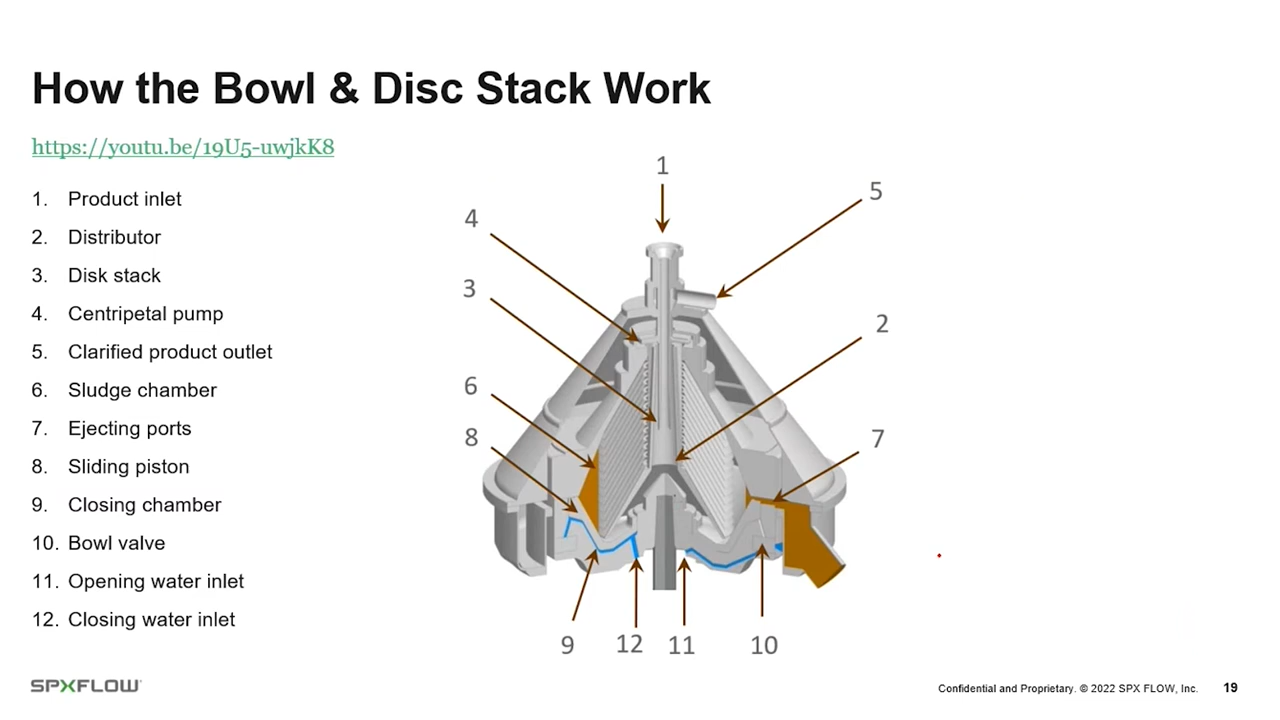 How the Bowl & Disc Stack Work
https://youtu.be/19U5-uwjkK8
1. Product inlet
2. Distributor
3. Disk stack
4. Centripetal pump
5. Clarified product outlet
6. Sludge chamber
7. Ejecting ports
8. Sliding piston
9. Closing chamber
10. Bowl valve
11. Opening water inlet
12. Closing water inlet
1
5
4
3
2
6
8
7
9
12
11
10
SPXFLOW
Confidential and Proprietary. © 2022 SPX FLOW, Inc.
19